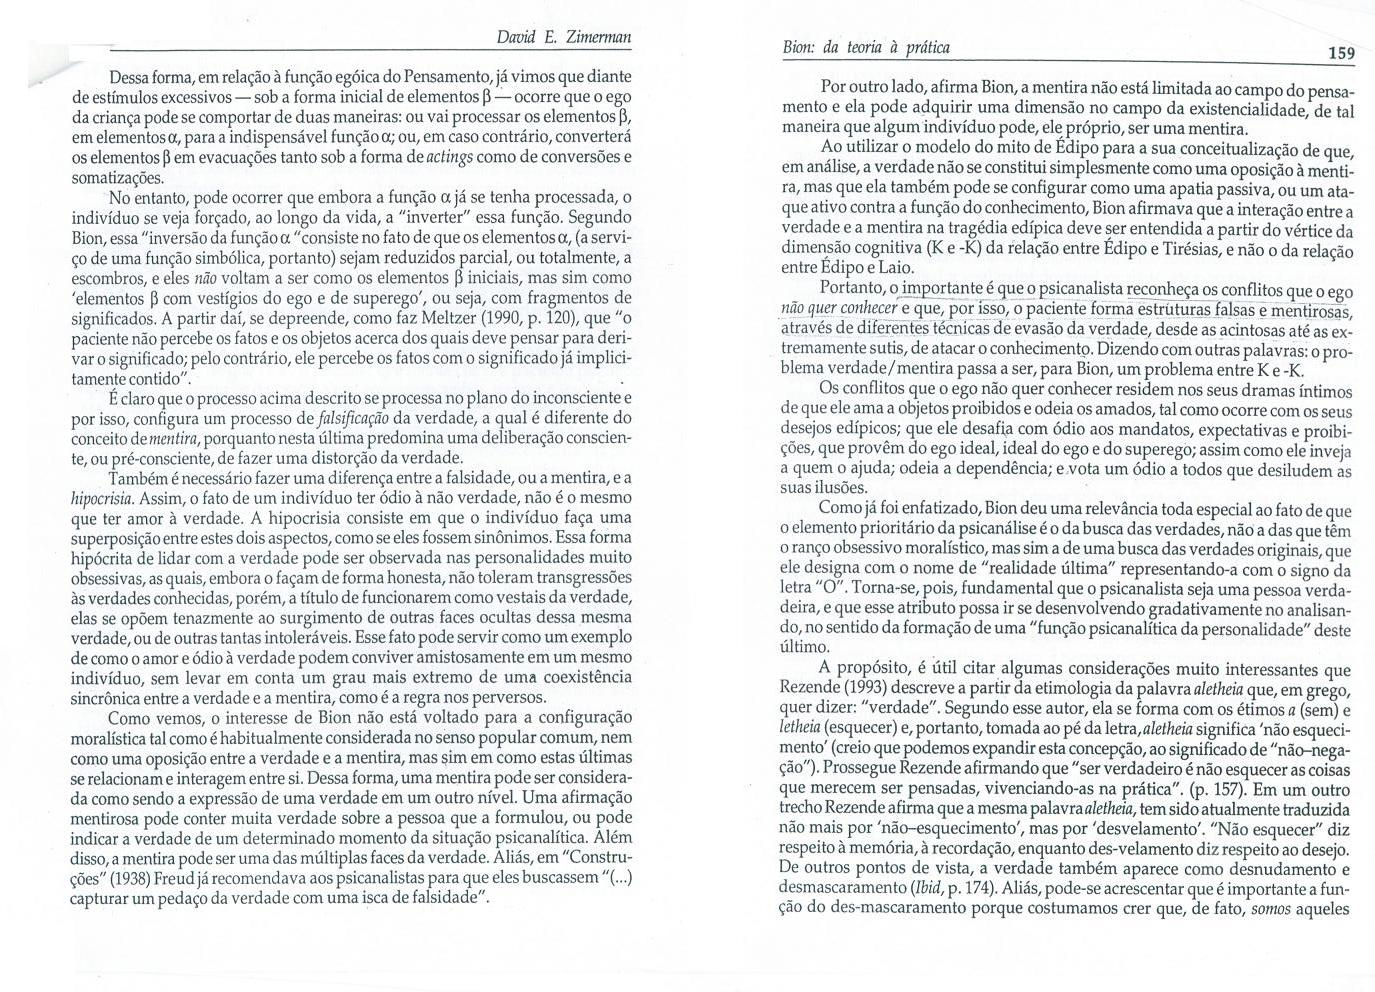 David E. Zimerman
Dessa forma, em relação à função egóica do Pensamento, já vimos que diante
de estímulos excessivos — sob a forma inicial de elementos β — ocorre que o ego
da criança pode se comportar de duas maneiras: ou vai processar os elementos β,
em elementos α, para a indispensável função α; ou, em caso contrário, converterá
os elementos β em evacuações tanto sob a forma de actings como de conversões e
somatizações.
No entanto, pode ocorrer que embora a função α já se tenha processada, o
indivíduo se veja forçado, ao longo da vida, a "inverter" essa função. Segundo
Bion, essa "inversão da função α "consiste no fato de que os elementos α, (a servi-
ço de uma função simbólica, portanto) sejam reduzidos parcial, ou totalmente, a
escombros, e eles não voltam a ser como os elementos β iniciais, mas sim como
'elementos β com vestígios do ego e de superego', ou seja, com fragmentos de
significados. A partir daí, se depreende, como faz Meltzer (1990, p. 120), que "o
paciente não percebe os fatos e os objetos acerca dos quais deve pensar para deri-
var o significado; pelo contrário, ele percebe os fatos com o significado já implici-
tamente contido".
É claro que o processo acima descrito se processa no plano do inconsciente e
por isso, configura um processo de falsificação da verdade, a qual é diferente do
conceito de mentira, porquanto nesta última predomina uma deliberação conscien-
te, ou pré-consciente, de fazer uma distorção da verdade.
Também é necessário fazer uma diferença entre a falsidade, ou a mentira, e a
hipocrisia. Assim, o fato de um indivíduo ter ódio à não verdade, não é o mesmo
que ter amor à verdade. A hipocrisia consiste em que o indivíduo faça uma
superposição entre estes dois aspectos, como se eles fossem sinônimos. Essa forma
hipócrita de lidar com a verdade pode ser observada nas personalidades muito
obsessivas, as quais, embora o façam de forma honesta, não toleram transgressões
às verdades conhecidas, porém, a título de funcionarem como vestais da verdade,
elas se opõem tenazmente ao surgimento de outras faces ocultas dessa mesma
verdade, ou de outras tantas intoleráveis. Esse fato pode servir como um exemplo
de como o amor e ódio à verdade podem conviver amistosamente em um mesmo
indivíduo, sem levar em conta um grau mais extremo de uma coexistência
sincrônica entre a verdade e a mentira, como é a regra nos perversos.
Como vemos, o interesse de Bion não está voltado para a configuração
moralística tal como é habitualmente considerada no senso popular comum, nem
como uma oposição entre a verdade e a mentira, mas sim em como estas últimas
se relacionam e interagem entre si. Dessa forma, uma mentira pode ser considera-
da como sendo a expressão de uma verdade em um outro nível. Uma afirmação
mentirosa pode conter muita verdade sobre a pessoa que a formulou, ou pode
indicar a verdade de um determinado momento da situação psicanalítica. Além
disso, a mentira pode ser uma das múltiplas faces da verdade. Aliás, em "Constru-
ções" (1938) Freud já recomendava aos psicanalistas para que eles buscassem "(...)
capturar um pedaço da verdade com uma isca de falsidade".
Bion: da teoria à prática
159
Por outro lado, afirma Bion, a mentira não está limitada ao campo do pensa-
mento e ela pode adquirir uma dimensão no campo da existencialidade, de tal
maneira que algum indivíduo pode, ele próprio, ser uma mentira.
Ao utilizar o modelo do mito de Édipo para a sua conceitualização de que,
em análise, a verdade não se constitui simplesmente como uma oposição à menti-
ra, mas que ela também pode se configurar como uma apatia passiva, ou um ata-
que ativo contra a função do conhecimento, Bion afirmava que a interação entre a
verdade e a mentira na tragédia edípica deve ser entendida a partir do vértice da
dimensão cognitiva (K e -K) da relação entre Édipo e Tirésias, e não o da relação
entre Édipo e Laio.
Portanto, o importante é que o psicanalista reconheça os conflitos que o ego
não quer conhecer e que, por isso, o paciente forma estruturas falsas e mentirosas,
através de diferentes técnicas de evasão da verdade, desde as acintosas até as ex-
tremamente sutis, de atacar o conhecimento. Dizendo com outras palavras: o pro-
blema verdade/mentira passa a ser, para Bion, um problema entre K e -K.
Os conflitos que o ego não quer conhecer residem nos seus dramas íntimos
de que ele ama a objetos proibidos e odeia os amados, tal como ocorre com os seus
desejos edípicos; que ele desafia com ódio aos mandatos, expectativas e proibi-
ções, que provêm do ego ideal, ideal do ego e do superego; assim como ele inveja
a quem o ajuda; odeia a dependência; e vota um ódio a todos que desiludem as
suas ilusões.
Como já foi enfatizado, Bion deu uma relevância toda especial ao fato de que
o elemento prioritário da psicanálise é o da busca das verdades, não a das que têm
o ranço obsessivo moralístico, mas sim a de uma busca das verdades originais, que
ele designa com o nome de "realidade última" representando-a com o signo da
letra "O". Torna-se, pois, fundamental que o psicanalista seja uma pessoa verda-
deira, e que esse atributo possa ir se desenvolvendo gradativamente no analisan-
do, no sentido da formação de uma "função psicanalítica da personalidade" deste
último.
A propósito, é útil citar algumas considerações muito interessantes que
Rezende (1993) descreve a partir da etimologia da palavra aletheia que, em grego,
quer dizer: "verdade". Segundo esse autor, ela se forma com os étimos a (sem) e
letheia (esquecer) e, portanto, tomada ao pé da letra, aletheia significa 'não esqueci-
mento' (creio que podemos expandir esta concepção, ao significado de "não–nega-
ção"). Prossegue Rezende afirmando que "ser verdadeiro é não esquecer as coisas
que merecem ser pensadas, vivenciando-as na prática". (p. 157). Em um outro
trecho Rezende afirma que a mesma palavra aletheia, tem sido atualmente traduzida
não mais por 'não–esquecimento', mas por 'desvelamento'. "Não esquecer" diz
respeito à memória, à recordação, enquanto des-velamento diz respeito ao desejo.
De outros pontos de vista, a verdade também aparece como desnudamento e
desmascaramento (Ibid, p. 174). Aliás, pode-se acrescentar que é importante a fun-
ção do des-mascaramento porque costumamos crer que, de fato, somos aqueles